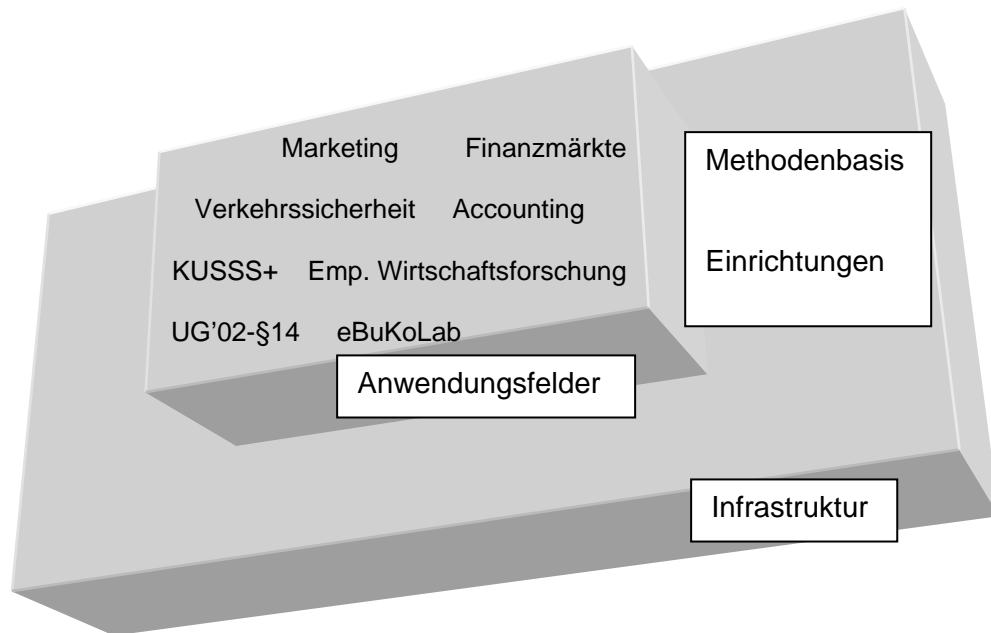 Marketing Finanzmärkte
Verkehrssicherheit Accounting
KUSSS+ Emp. Wirtschaftsforschung
UG’02-§14 eBuKoLab
Anwendungsfelder
Methodenbasis
Einrichtungen
Infrastruktur